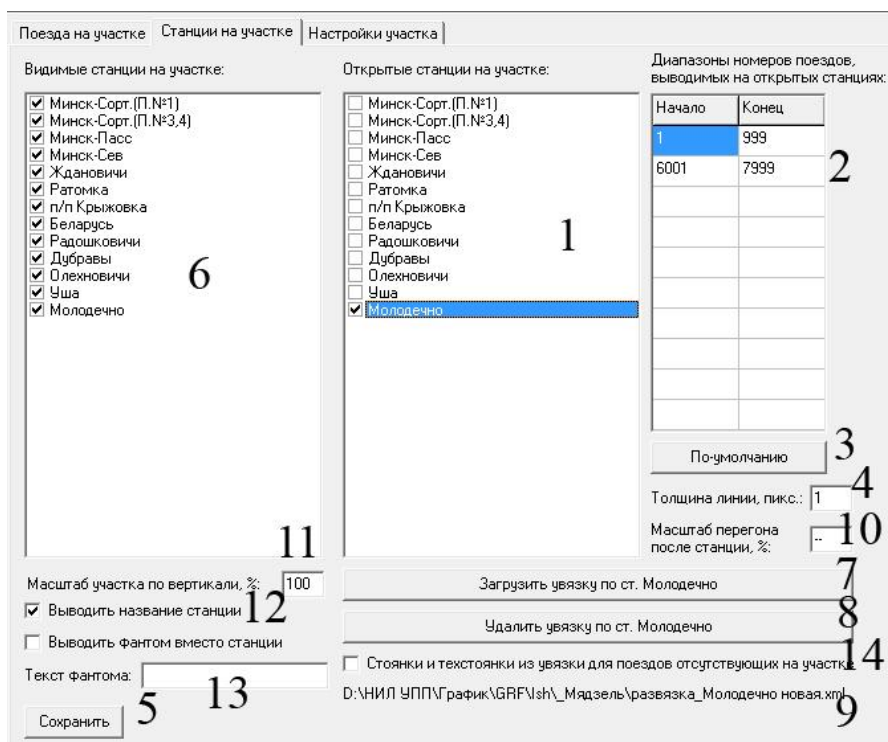 Поезда на участке Станции на участке Настройки участка
Видимые станции на участке:
Минск-Сорт.(П.№1)
Минск-Сорт.(П.№3,4)
Минск-Пасс
Минск-Сев
Ждановичи
Ратомка
п/п Крыжовка
Беларусь
Радошковичи
Дубравы
Олехновичи
Уша
Молодечно
6
Открытые станции на участке:
Минск-Сорт.(П.№1)
Минск-Сорт.(П.№3,4)
Минск-Пасс
Минск-Сев
Ждановичи
Ратомка
п/п Крыжовка
Беларусь
Радошковичи
Дубравы
Олехновичи
Уша
Молодечно
1
Диапазоны номеров поездов,
выводимых на открытых станциях:
Начало Конец
1 999
6001 7999
2
По-умолчанию 3
Толщина линии, пикс.: 1 4
Масштаб перегона
после станции, %: -- 10
11
Масштаб участка по вертикали, %: 100
Выводить название станции 12
Выводить фантом вместо станции
Текст фантома: 13
Сохранить 5
Загрузить увязку по ст. Молодечно 7
Удалить увязку по ст. Молодечно 8
Стоянки и техстоянки из увязки для поездов отсутствующих на участке 14
D:\НИЛ УПП\График\GRF\Ish\_Мядзель\развязка_Молодечно новая.xml 9